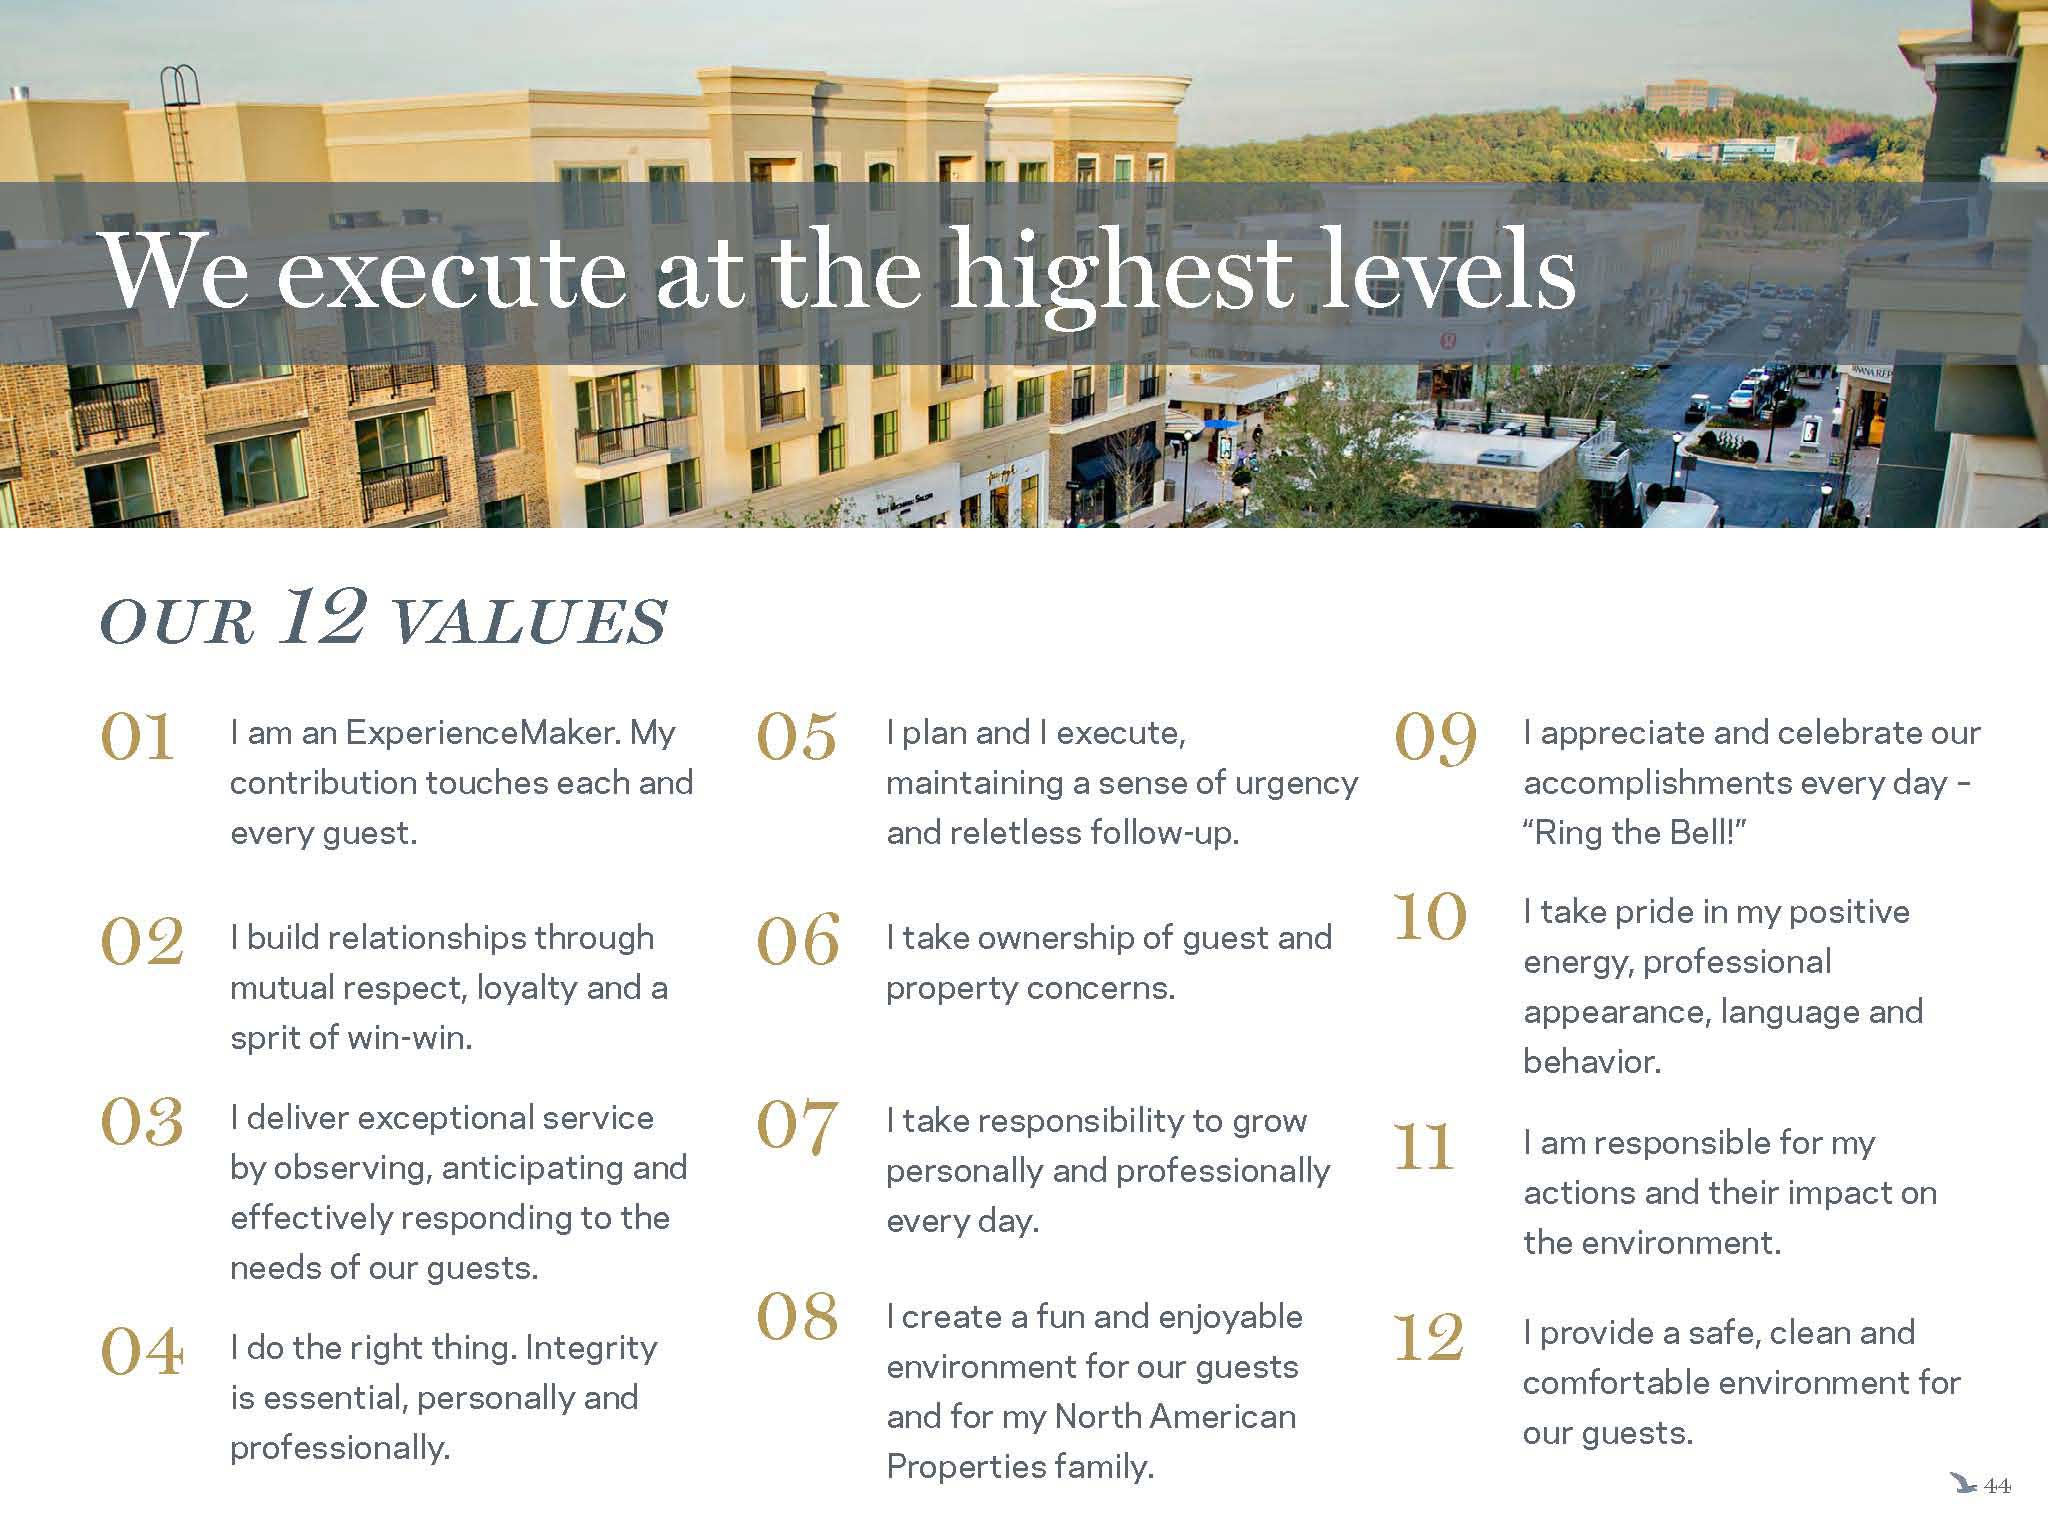 We execute at the highest levels
OUR 12 VALUES
01
I am an ExperienceMaker. My
contribution touches each and
every guest.
02
I build relationships through
mutual respect, loyalty and a
sprit of win-win.
03
I deliver exceptional service
by observing, anticipating and
effectively responding to the
needs of our guests.
04
I do the right thing. Integrity
is essential, personally and
professionally.
05
I plan and I execute,
maintaining a sense of urgency
and reletless follow-up.
06
I take ownership of guest and
property concerns.
07
I take responsibility to grow
personally and professionally
every day.
08
I create a fun and enjoyable
environment for our guests
and for my North American
Properties family.
09
I appreciate and celebrate our
accomplishments every day –
“Ring the Bell!”
10
I take pride in my positive
energy, professional
appearance, language and
behavior.
11
I am responsible for my
actions and their impact on
the environment.
12
I provide a safe, clean and
comfortable environment for
our guests.
44